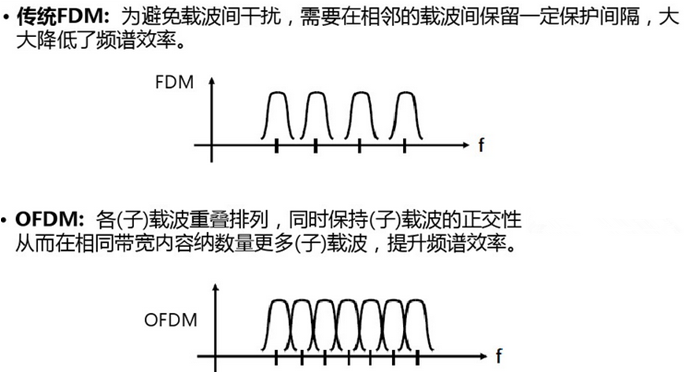 • 传统FDM: 为避免载波间干扰，需要在相邻的载波间保留一定保护间隔，大
大降低了频谱效率。
FDM
f
• OFDM: 各(子)载波重叠排列，同时保持(子)载波的正交性
从而在相同带宽内容纳数量更多(子)载波，提升频谱效率。
OFDM
f